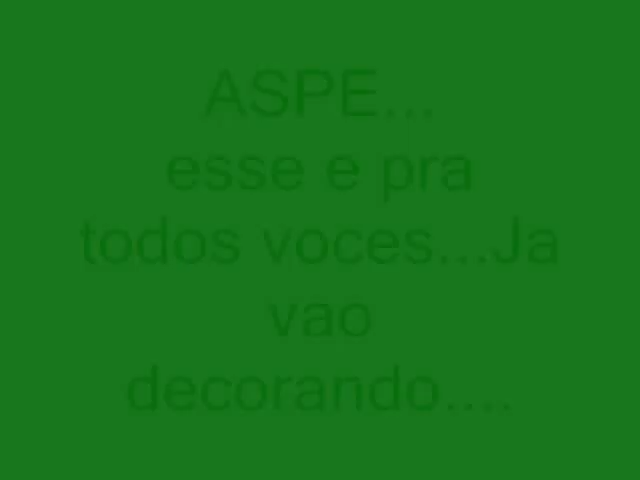 ASPE...
esse e pra
todos voces...Ja
vao
decorando....